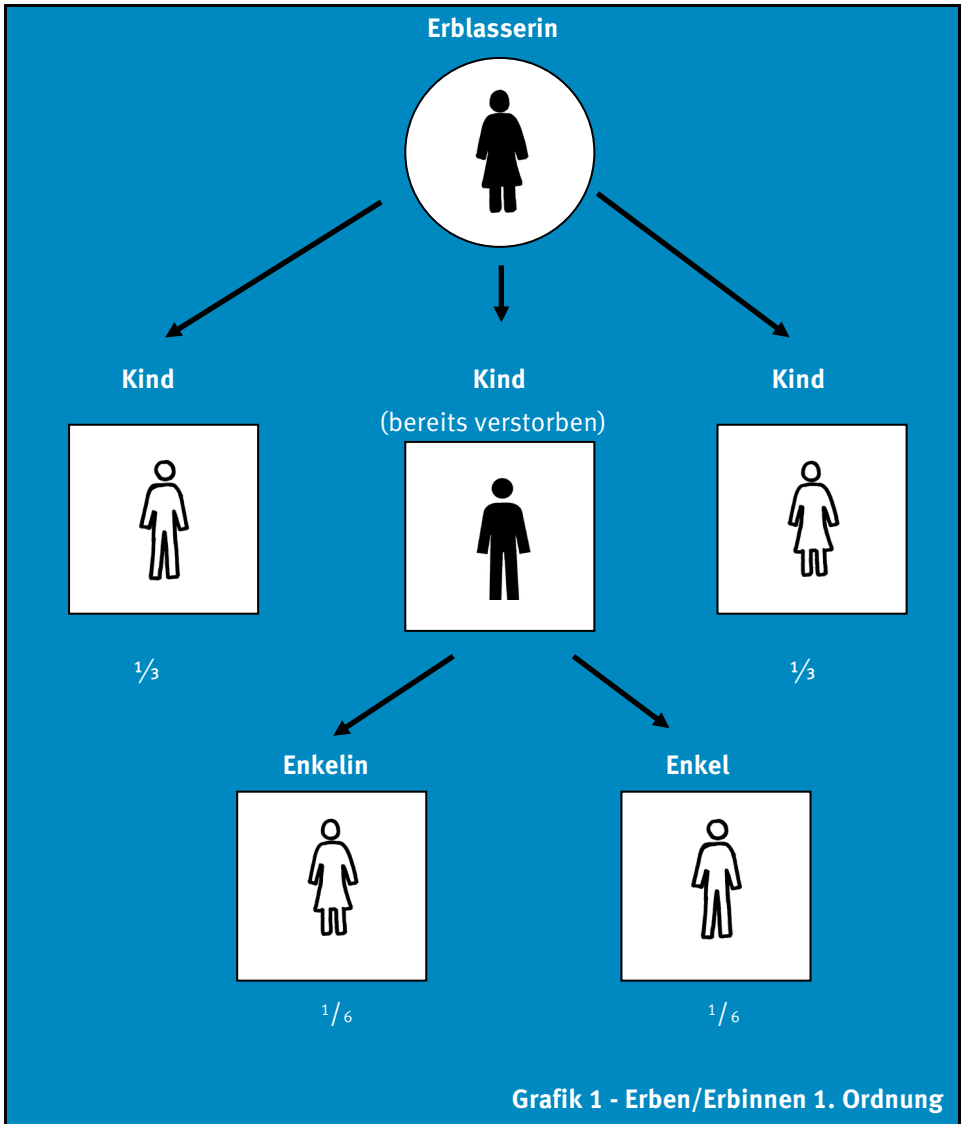 Erblasserin
Kind Kind Kind
(bereits verstorben)
⅓ ⅓
Enkelin Enkel
1/6 1/6
Grafik 1 - Erben/Erbinnen 1. Ordnung